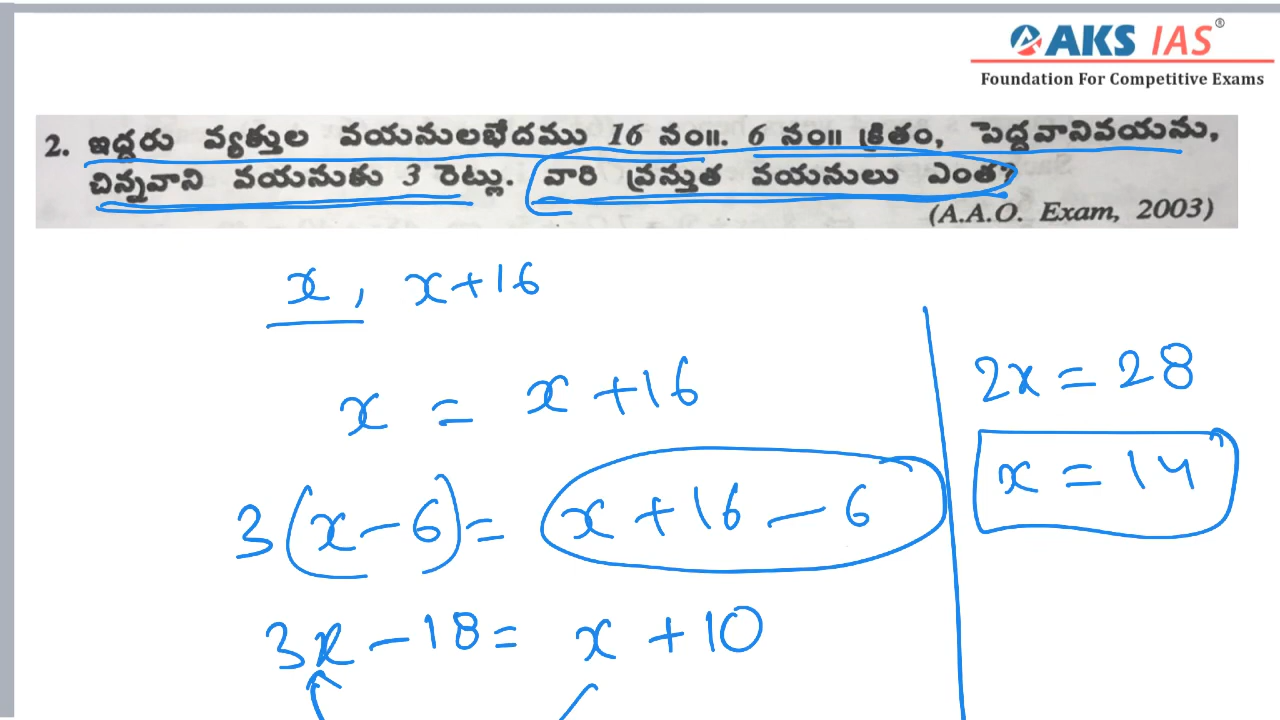 AKS IAS®
Foundation For Competitive Exams
2. ఇద్దరు వ్యక్తుల వయసులభేదము 16 సం॥. 6 సం॥ క్రితం, పెద్దవానివయసు,
చిన్నవాని వయసుకు 3 రెట్లు. వారి ప్రస్తుత వయసులు ఎంత?
(A.A.O. Exam, 2003)
x, x+16
x = x+16
3(x-6) = x+16-6
3x-18 = x+10
2x = 28
x = 14